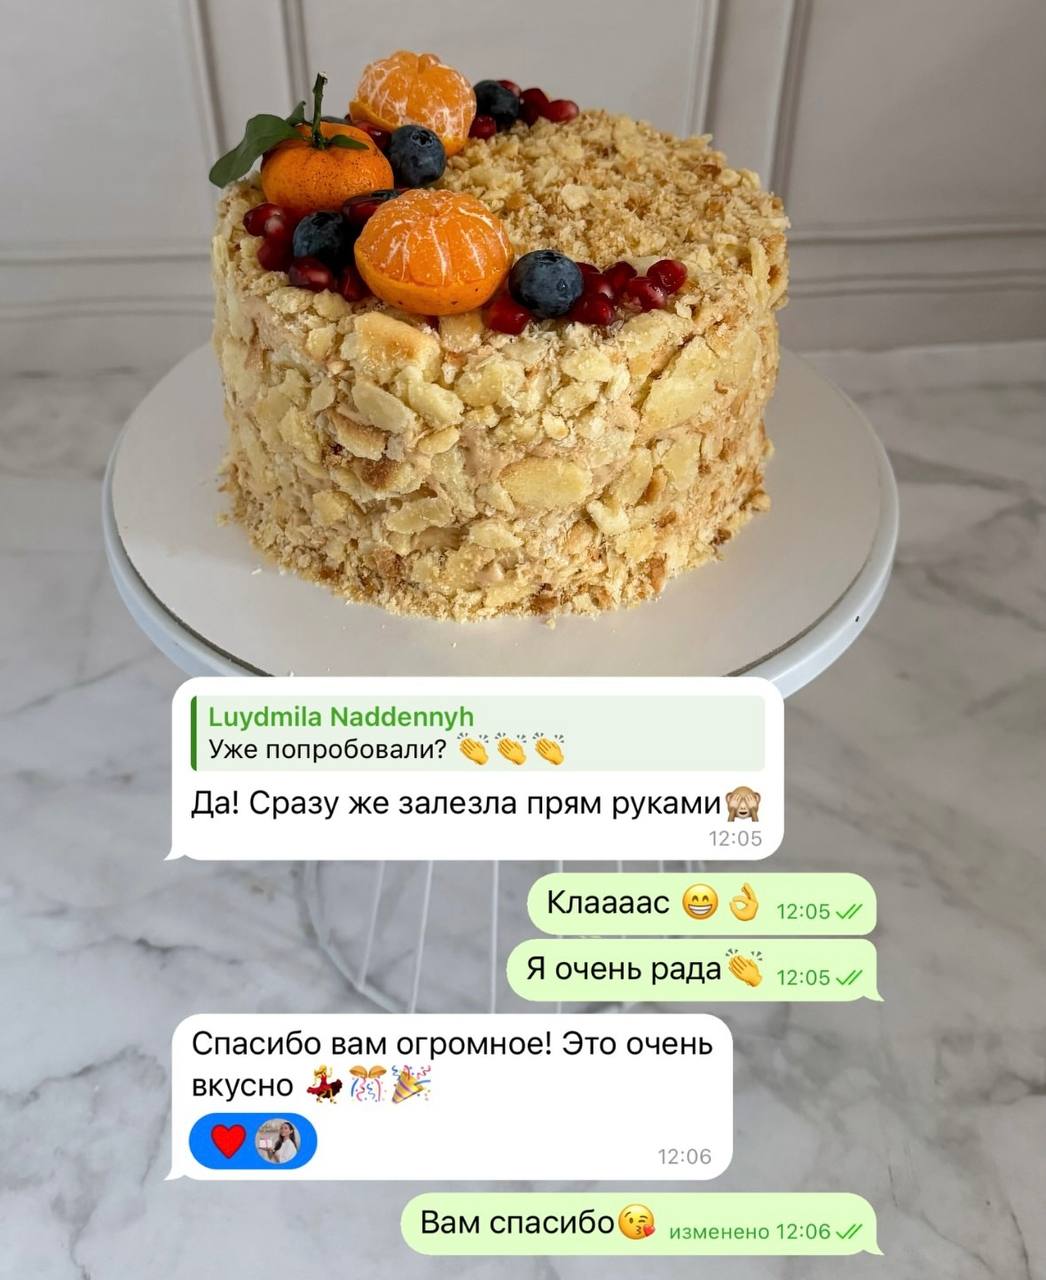 Luydmila Naddennyh
Уже попробовали? 👏👏👏
Да! Сразу же залезла прям руками🙈
12:05
Клаааас 😁👌 12:05
Я очень рада👏 12:05
Спасибо вам огромное! Это очень
вкусно 💃🎊🎉
12:06
Вам спасибо😘 изменено 12:06